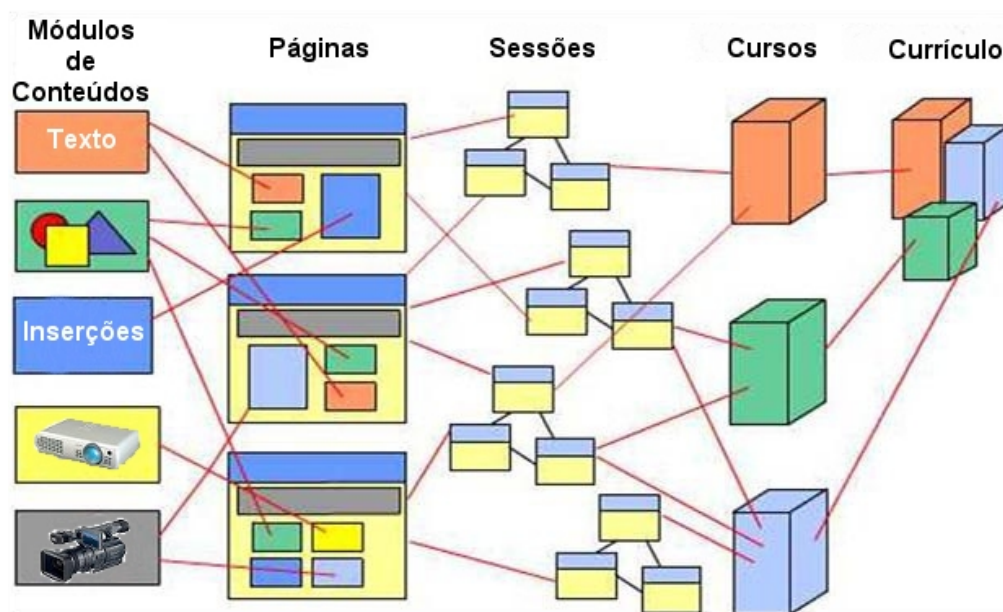 Módulos
de
Conteúdos
Páginas
Sessões
Cursos
Currículo
Texto
Inserções